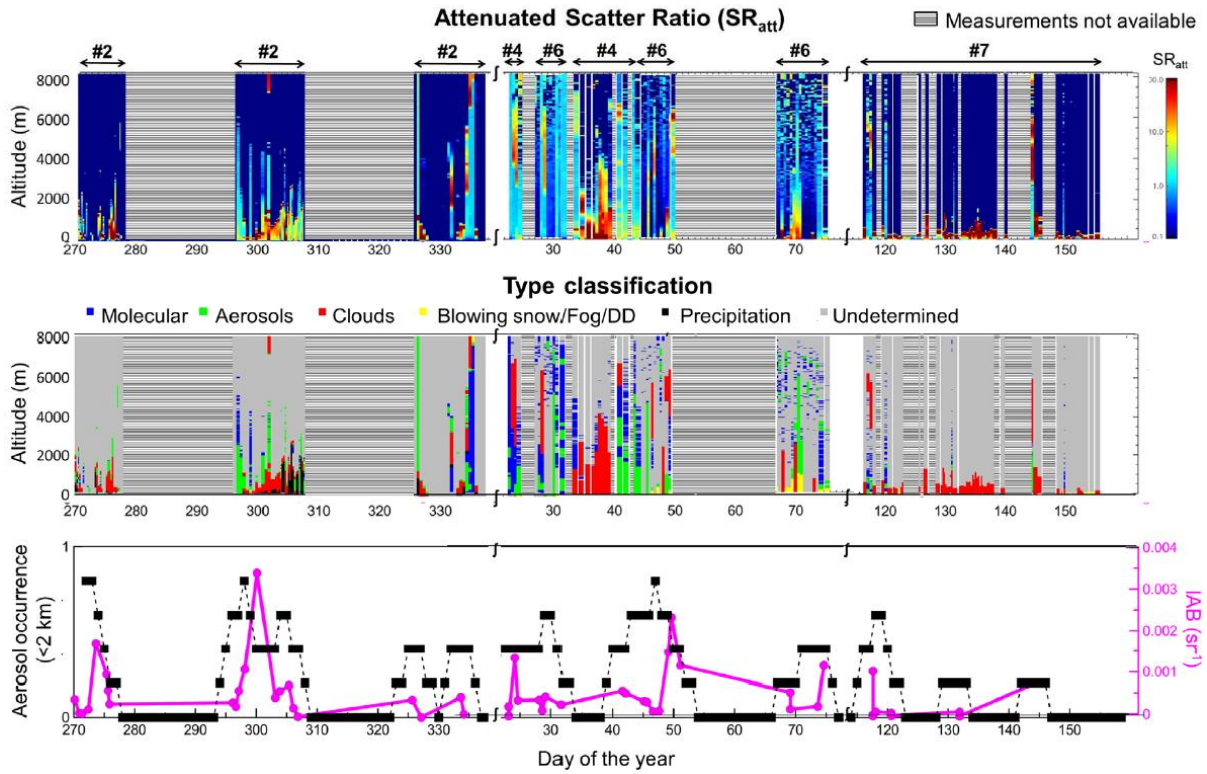 Attenuated Scatter Ratio (SRatt)
Measurements not available
#2 #2 #2 #4 #6 #4 #6 #6 #7
SRatt
Altitude (m)
8000
6000
4000
2000
0
30.0
10.0
1.0
0.1
270 280 290 300 310 320 330 30 40 50 60 70 120 130 140 150
Type classification
Molecular Aerosols Clouds Blowing snow/Fog/DD Precipitation Undetermined
Altitude (m)
8000
6000
4000
2000
0
270 280 290 300 310 320 330 30 40 50 60 70 120 130 140 150
Aerosol occurrence
(<2 km)
1
0
0.004
0.003
0.002
0.001
0
IAB (sr-1)
270 280 290 300 310 320 330 30 40 50 60 70 120 130 140 150
Day of the year